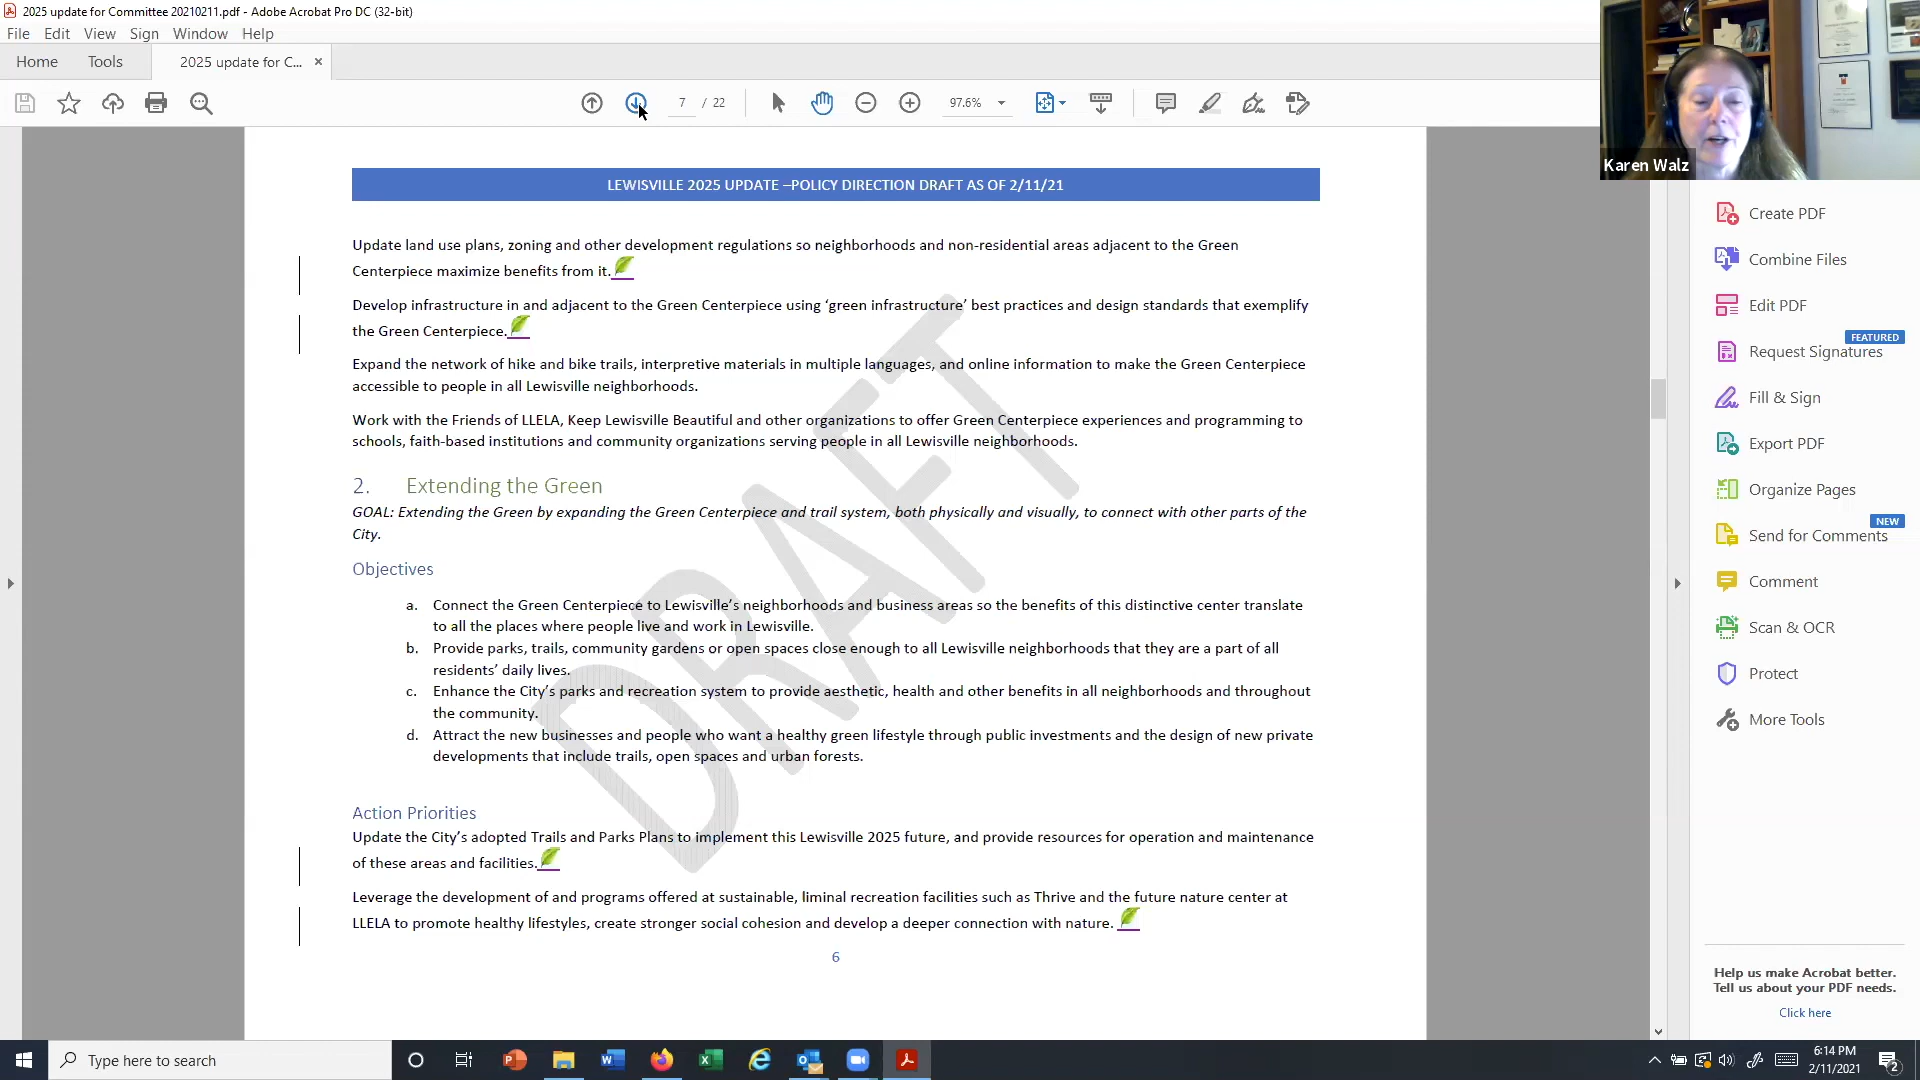 2025 update for Committee 20210211.pdf - Adobe Acrobat Pro DC (32-bit)
File Edit View Sign Window Help
Home Tools 2025 update for C... ×
7 / 22 97.6%
Karen Walz
LEWISVILLE 2025 UPDATE –POLICY DIRECTION DRAFT AS OF 2/11/21
Update land use plans, zoning and other development regulations so neighborhoods and non-residential areas adjacent to the Green
Centerpiece maximize benefits from it.
Develop infrastructure in and adjacent to the Green Centerpiece using ‘green infrastructure’ best practices and design standards that exemplify
the Green Centerpiece.
Expand the network of hike and bike trails, interpretive materials in multiple languages, and online information to make the Green Centerpiece
accessible to people in all Lewisville neighborhoods.
Work with the Friends of LLELA, Keep Lewisville Beautiful and other organizations to offer Green Centerpiece experiences and programming to
schools, faith-based institutions and community organizations serving people in all Lewisville neighborhoods.
2. Extending the Green
GOAL: Extending the Green by expanding the Green Centerpiece and trail system, both physically and visually, to connect with other parts of the
City.
Objectives
a. Connect the Green Centerpiece to Lewisville’s neighborhoods and business areas so the benefits of this distinctive center translate
to all the places where people live and work in Lewisville.
b. Provide parks, trails, community gardens or open spaces close enough to all Lewisville neighborhoods that they are a part of all
residents’ daily lives.
c. Enhance the City’s parks and recreation system to provide aesthetic, health and other benefits in all neighborhoods and throughout
the community.
d. Attract the new businesses and people who want a healthy green lifestyle through public investments and the design of new private
developments that include trails, open spaces and urban forests.
Action Priorities
Update the City’s adopted Trails and Parks Plans to implement this Lewisville 2025 future, and provide resources for operation and maintenance
of these areas and facilities.
Leverage the development of and programs offered at sustainable, liminal recreation facilities such as Thrive and the future nature center at
LLELA to promote healthy lifestyles, create stronger social cohesion and develop a deeper connection with nature.
6
DRAFT
Create PDF
Combine Files
Edit PDF
FEATURED
Request Signatures
Fill & Sign
Export PDF
Organize Pages
NEW
Send for Comments
Comment
Scan & OCR
Protect
More Tools
Help us make Acrobat better.
Tell us about your PDF needs.
Click here
Type here to search
6:14 PM
2/11/2021
2